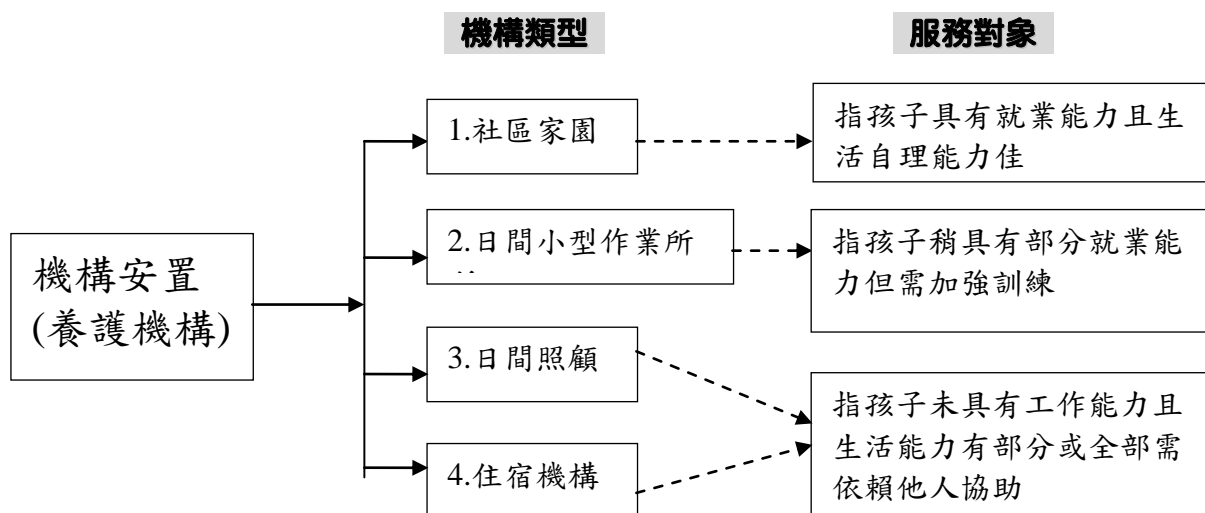 機構類型
服務對象
1.社區家園
指孩子具有就業能力且生
活自理能力佳
2.日間小型作業所
指孩子稍具有部分就業能
力但需加強訓練
機構安置
(養護機構)
3.日間照顧
指孩子未具有工作能力且
生活能力有部分或全部需
依賴他人協助
4.住宿機構